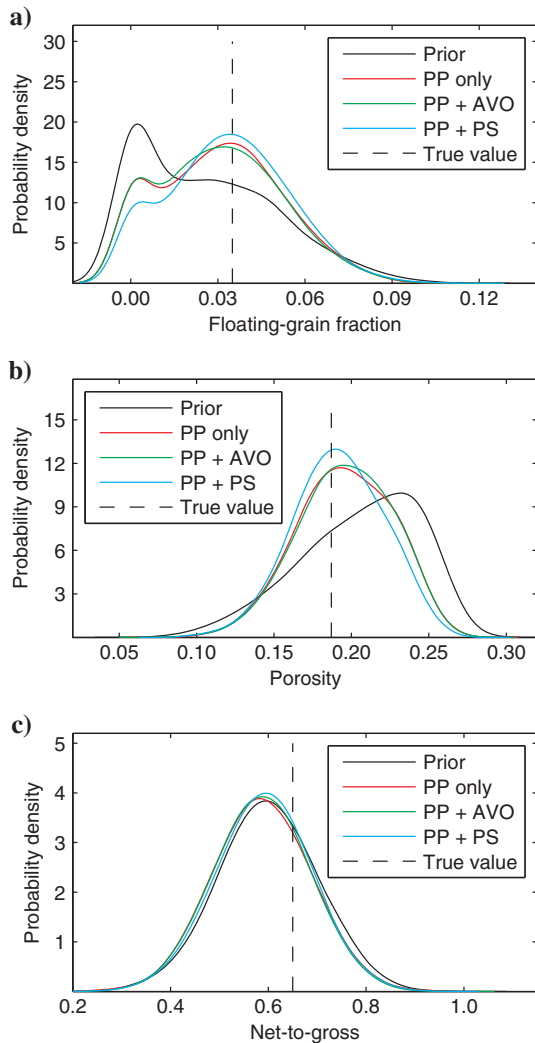 a)
30
25
20
15
10
5
Probability density
Prior
PP only
PP + AVO
PP + PS
True value
0.00 0.03 0.06 0.09 0.12
Floating-grain fraction
b)
15
12
9
6
3
Probability density
Prior
PP only
PP + AVO
PP + PS
True value
0.05 0.10 0.15 0.20 0.25 0.30
Porosity
c)
5
4
3
2
1
Probability density
Prior
PP only
PP + AVO
PP + PS
True value
0.2 0.4 0.6 0.8 1.0
Net-to-gross